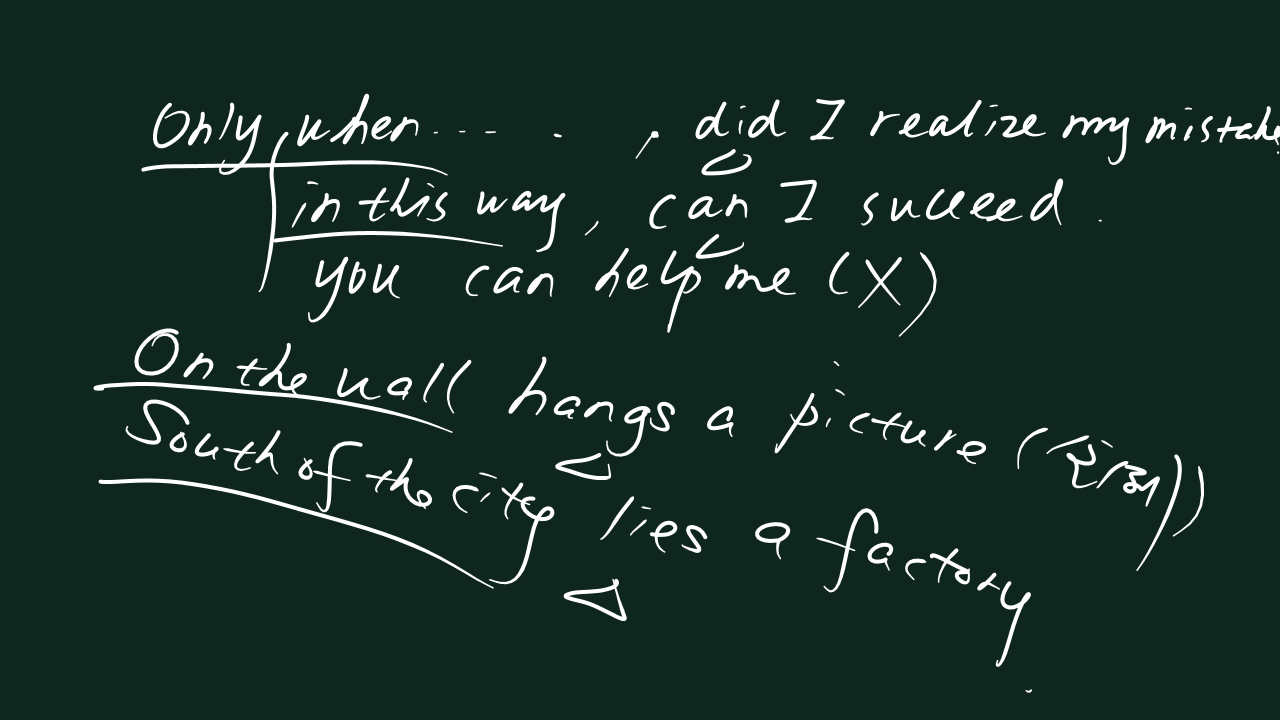 Only when..... , did I realize my mistake
in this way, can I succeed.
you can help me (X)
On the wall hangs a picture (倒装)
South of the city lies a factory.